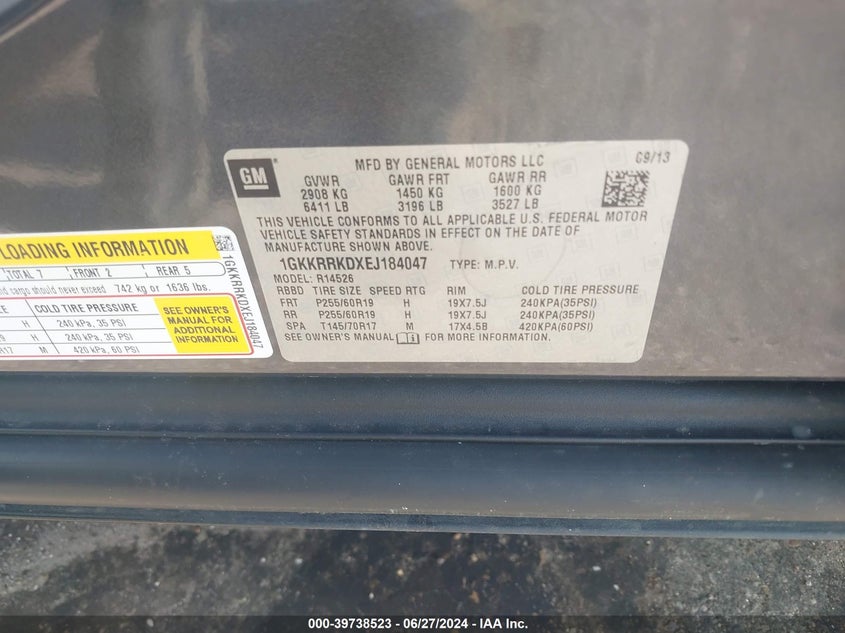 GM
MFD BY GENERAL MOTORS LLC 09/13
GVWR GAWR FRT GAWR RR
2908 KG 1450 KG 1600 KG
6411 LB 3196 LB 3527 LB
THIS VEHICLE CONFORMS TO ALL APPLICABLE U.S. FEDERAL MOTOR
VEHICLE SAFETY STANDARDS IN EFFECT ON THE DATE OF
MANUFACTURE SHOWN ABOVE.
1GKKRRKDXEJ184047 TYPE: M.P.V.
MODEL: R14526
RBBD TIRE SIZE SPEED RTG RIM COLD TIRE PRESSURE
FRT P255/60R19 H 19X7.5J 240KPA(35PSI)
RR P255/60R19 H 19X7.5J 240KPA(35PSI)
SPA T145/70R17 M 17X4.5B 420KPA(60PSI)
SEE OWNER'S MANUAL FOR MORE INFORMATION.
LOADING INFORMATION
TOTAL 7 FRONT 2 REAR 5
cargo should never exceed 742 kg or 1636 lbs.
COLD TIRE PRESSURE
H 240 kPa, 35 PSI
H 240 kPa, 35 PSI
M 420 kPa, 60 PSI
SEE OWNER'S
MANUAL FOR
ADDITIONAL
INFORMATION
1GKKRRKDXEJ184047
000-39738523 - 06/27/2024 - IAA Inc.